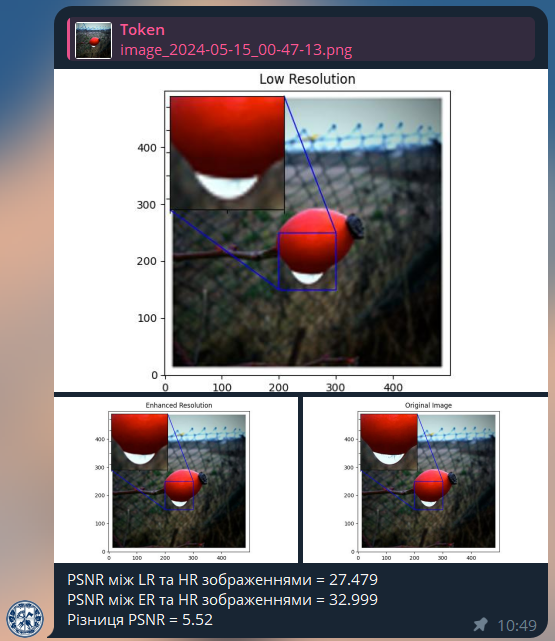 Token
image_2024-05-15_00-47-13.png
Low Resolution
400
300
200
100
0
0 100 200 300 400
Enhanced Resolution
400
300
200
100
0
0 100 200 300 400
Original Image
400
300
200
100
0
0 100 200 300 400
PSNR між LR та HR зображеннями = 27.479
PSNR між ER та HR зображеннями = 32.999
Різниця PSNR = 5.52
10:49